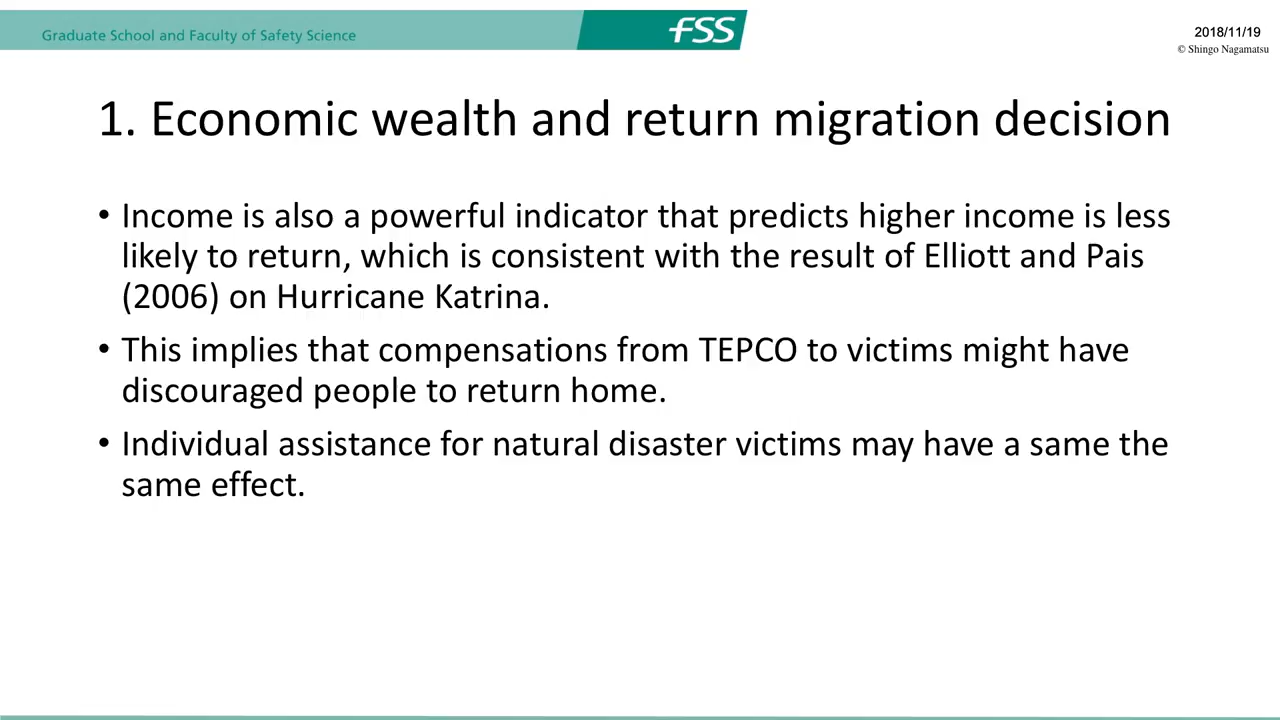 Graduate School and Faculty of Safety Science
FSS
2018/11/19
© Shingo Nagamatsu
1. Economic wealth and return migration decision
• Income is also a powerful indicator that predicts higher income is less
likely to return, which is consistent with the result of Elliott and Pais
(2006) on Hurricane Katrina.
• This implies that compensations from TEPCO to victims might have
discouraged people to return home.
• Individual assistance for natural disaster victims may have a same the
same effect.